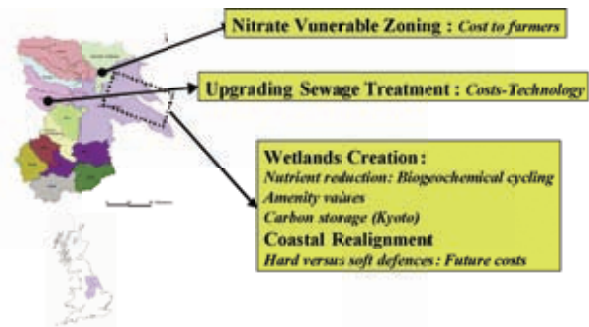 Nitrate Vunerable Zoning : Cost to farmers
Upgrading Sewage Treatment : Costs-Technology
Wetlands Creation :
Nutrient reduction: Biogeochemical cycling
Amenity values
Carbon storage (Kyoto)
Coastal Realignment
Hard versus soft defences: Future costs